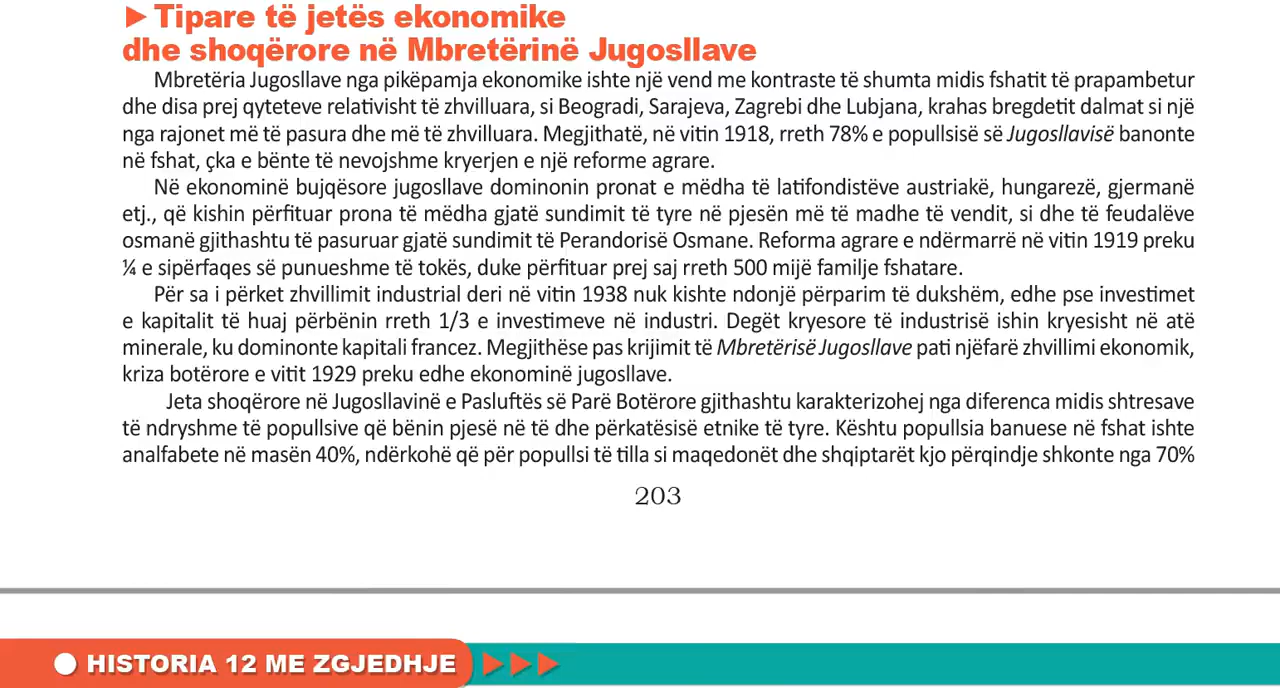 ►Tipare të jetës ekonomike
dhe shoqërore në Mbretërinë Jugosllave
Mbretëria Jugosllave nga pikëpamja ekonomike ishte një vend me kontraste të shumta midis fshatit të prapambetur
dhe disa prej qyteteve relativisht të zhvilluara, si Beogradi, Sarajeva, Zagrebi dhe Lubjana, krahas bregdetit dalmat si një
nga rajonet më të pasura dhe më të zhvilluara. Megjithatë, në vitin 1918, rreth 78% e popullsisë së Jugosllavisë banonte
në fshat, çka e bënte të nevojshme kryerjen e një reforme agrare.
Në ekonominë bujqësore jugosllave dominonin pronat e mëdha të latifondistëve austriakë, hungarezë, gjermanë
etj., që kishin përfituar prona të mëdha gjatë sundimit të tyre në pjesën më të madhe të vendit, si dhe të feudalëve
osmanë gjithashtu të pasuruar gjatë sundimit të Perandorisë Osmane. Reforma agrare e ndërmarrë në vitin 1919 preku
¼ e sipërfaqes së punueshme të tokës, duke përfituar prej saj rreth 500 mijë familje fshatare.
Për sa i përket zhvillimit industrial deri në vitin 1938 nuk kishte ndonjë përparim të dukshëm, edhe pse investimet
e kapitalit të huaj përbënin rreth 1/3 e investimeve në industri. Degët kryesore të industrisë ishin kryesisht në atë
minerale, ku dominonte kapitali francez. Megjithëse pas krijimit të Mbretërisë Jugosllave pati njëfarë zhvillimi ekonomik,
kriza botërore e vitit 1929 preku edhe ekonominë jugosllave.
Jeta shoqërore në Jugosllavinë e Pasluftës së Parë Botërore gjithashtu karakterizohej nga diferenca midis shtresave
të ndryshme të popullsive që bënin pjesë në të dhe përkatësisë etnike të tyre. Kështu popullsia banuese në fshat ishte
analfabete në masën 40%, ndërkohë që për popullsi të tilla si maqedonët dhe shqiptarët kjo përqindje shkonte nga 70%
203
HISTORIA 12 ME ZGJEDHJE